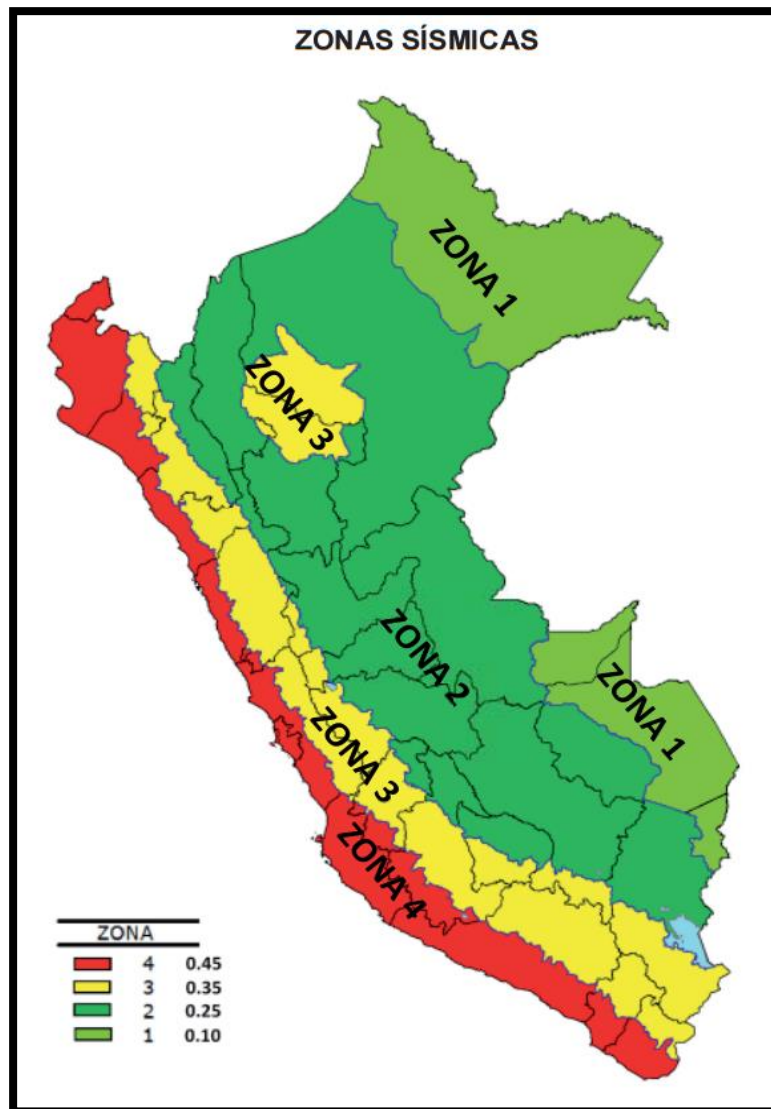 ZONAS SÍSMICAS
ZONA 1
ZONA 3
ZONA 2
ZONA 1
ZONA 3
ZONA 4
ZONA
4 0.45
3 0.35
2 0.25
1 0.10